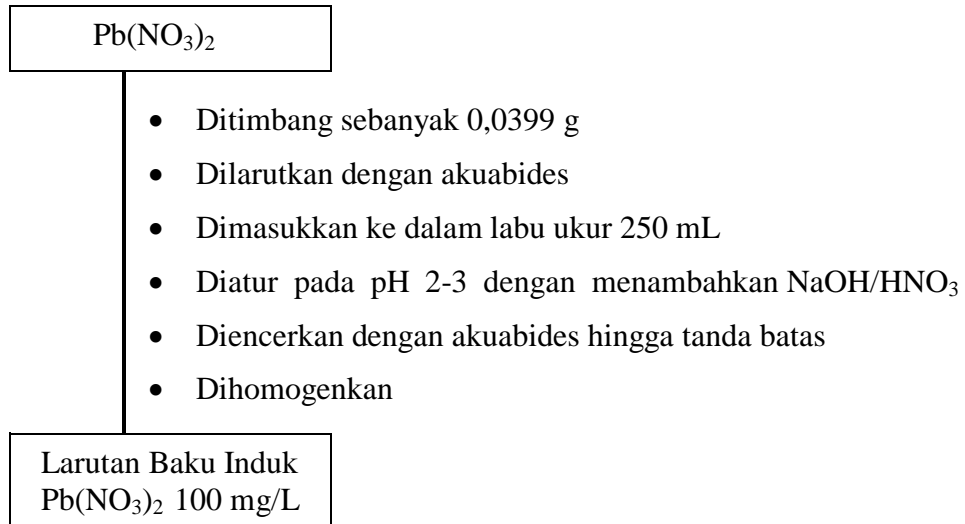 Pb(NO₃)₂
• Ditimbang sebanyak 0,0399 g
• Dilarutkan dengan akuabides
• Dimasukkan ke dalam labu ukur 250 mL
• Diatur pada pH 2-3 dengan menambahkan NaOH/HNO₃
• Diencerkan dengan akuabides hingga tanda batas
• Dihomogenkan
Larutan Baku Induk
Pb(NO₃)₂ 100 mg/L